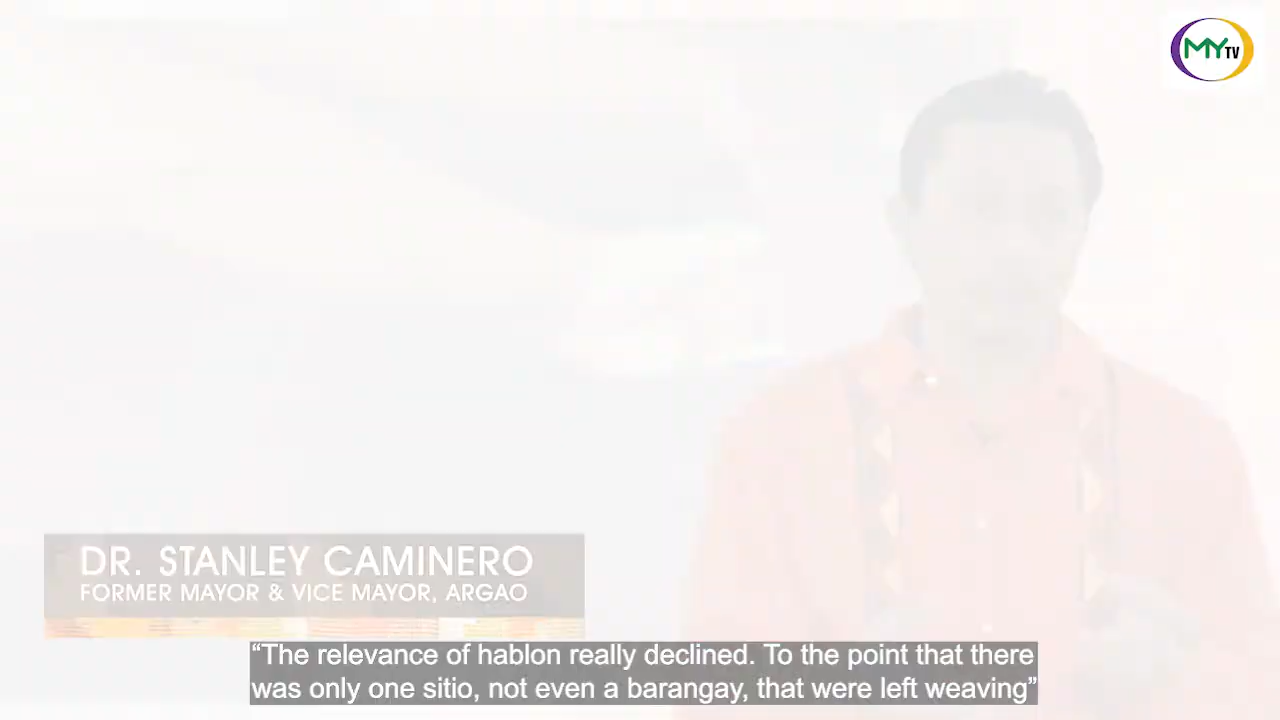 MYTV
DR. STANLEY CAMINERO
FORMER MAYOR & VICE MAYOR, ARGAO
“The relevance of hablon really declined. To the point that there
was only one sitio, not even a barangay, that were left weaving”